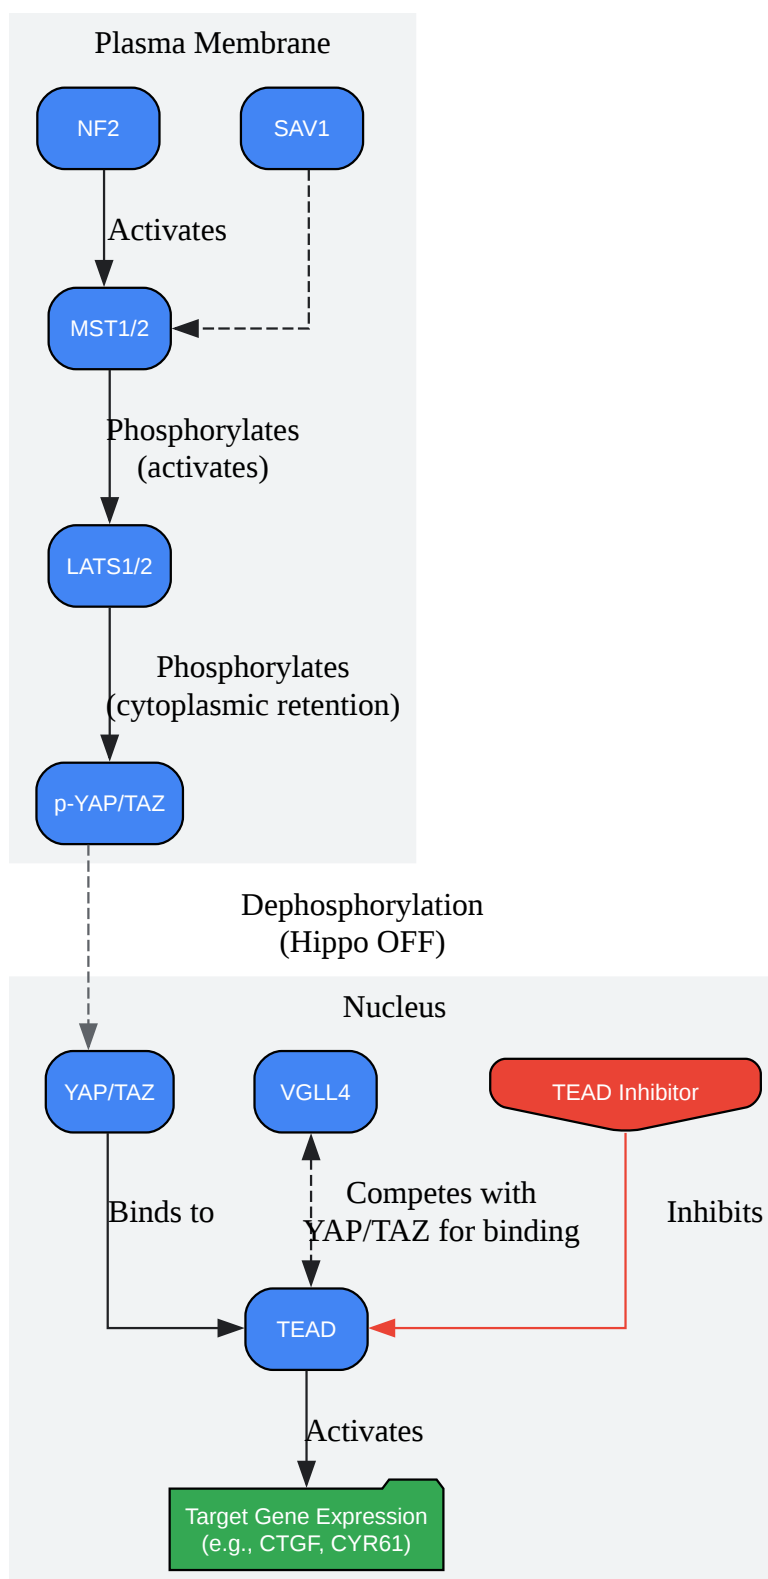 Plasma Membrane
NF2
SAV1
Activates
MST1/2
Phosphorylates
(activates)
LATS1/2
Phosphorylates
(cytoplasmic retention)
p-YAP/TAZ
Dephosphorylation
(Hippo OFF)
Nucleus
YAP/TAZ
VGLL4
TEAD Inhibitor
Binds to
Competes with
YAP/TAZ for binding
Inhibits
TEAD
Activates
Target Gene Expression
(e.g., CTGF, CYR61)